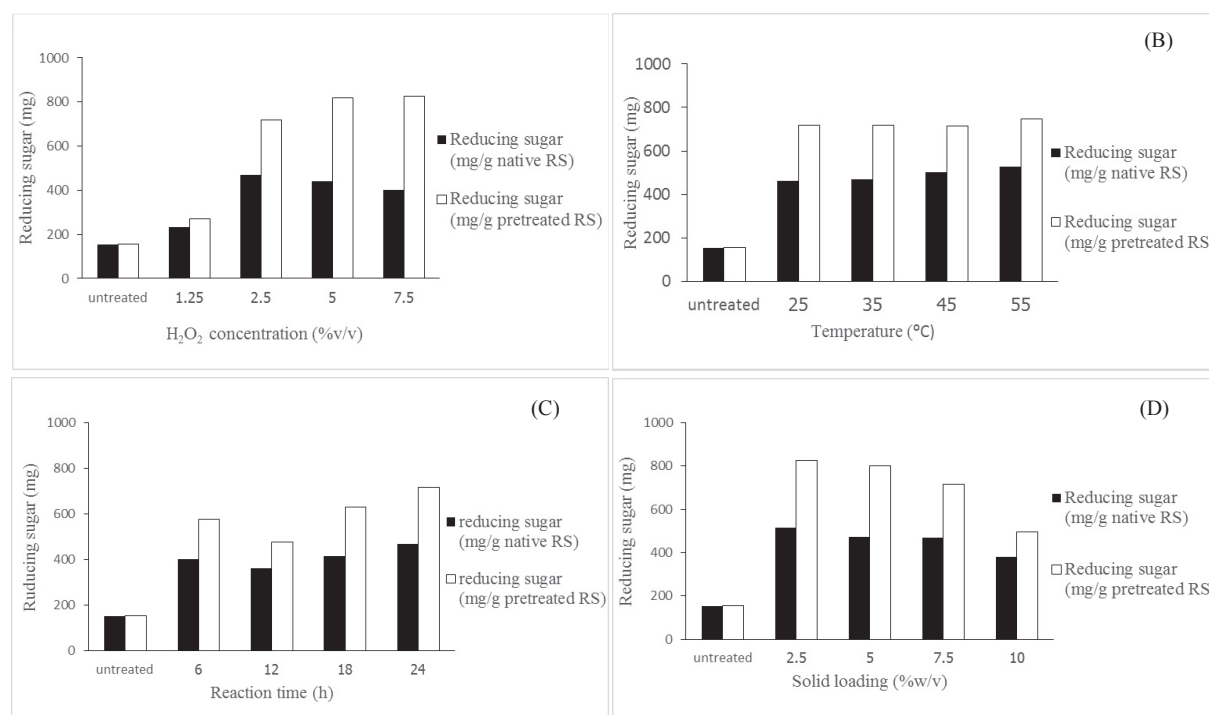 1000
800
600
400
200
0
Reducing sugar (mg)
untreated 1.25 2.5 5 7.5
H₂O₂ concentration (%v/v)
Reducing sugar
(mg/g native RS)
Reducing sugar
(mg/g pretreated RS)
(B)
1000
800
600
400
200
0
Reducing sugar (mg)
untreated 25 35 45 55
Temperature (°C)
Reducing sugar
(mg/g native RS)
Reducing sugar
(mg/g pretreated RS
(C)
1000
800
600
400
200
0
Ruducing sugar (mg)
untreated 6 12 18 24
Reaction time (h)
reducing sugar
(mg/g native RS)
reducing sugar
(mg/g pretreated RS)
(D)
1000
800
600
400
200
0
Reducing sugar (mg)
untreated 2.5 5 7.5 10
Solid loading (%w/v)
Reducing sugar
(mg/g native RS)
Reducing sugar
(mg/g pretreated RS